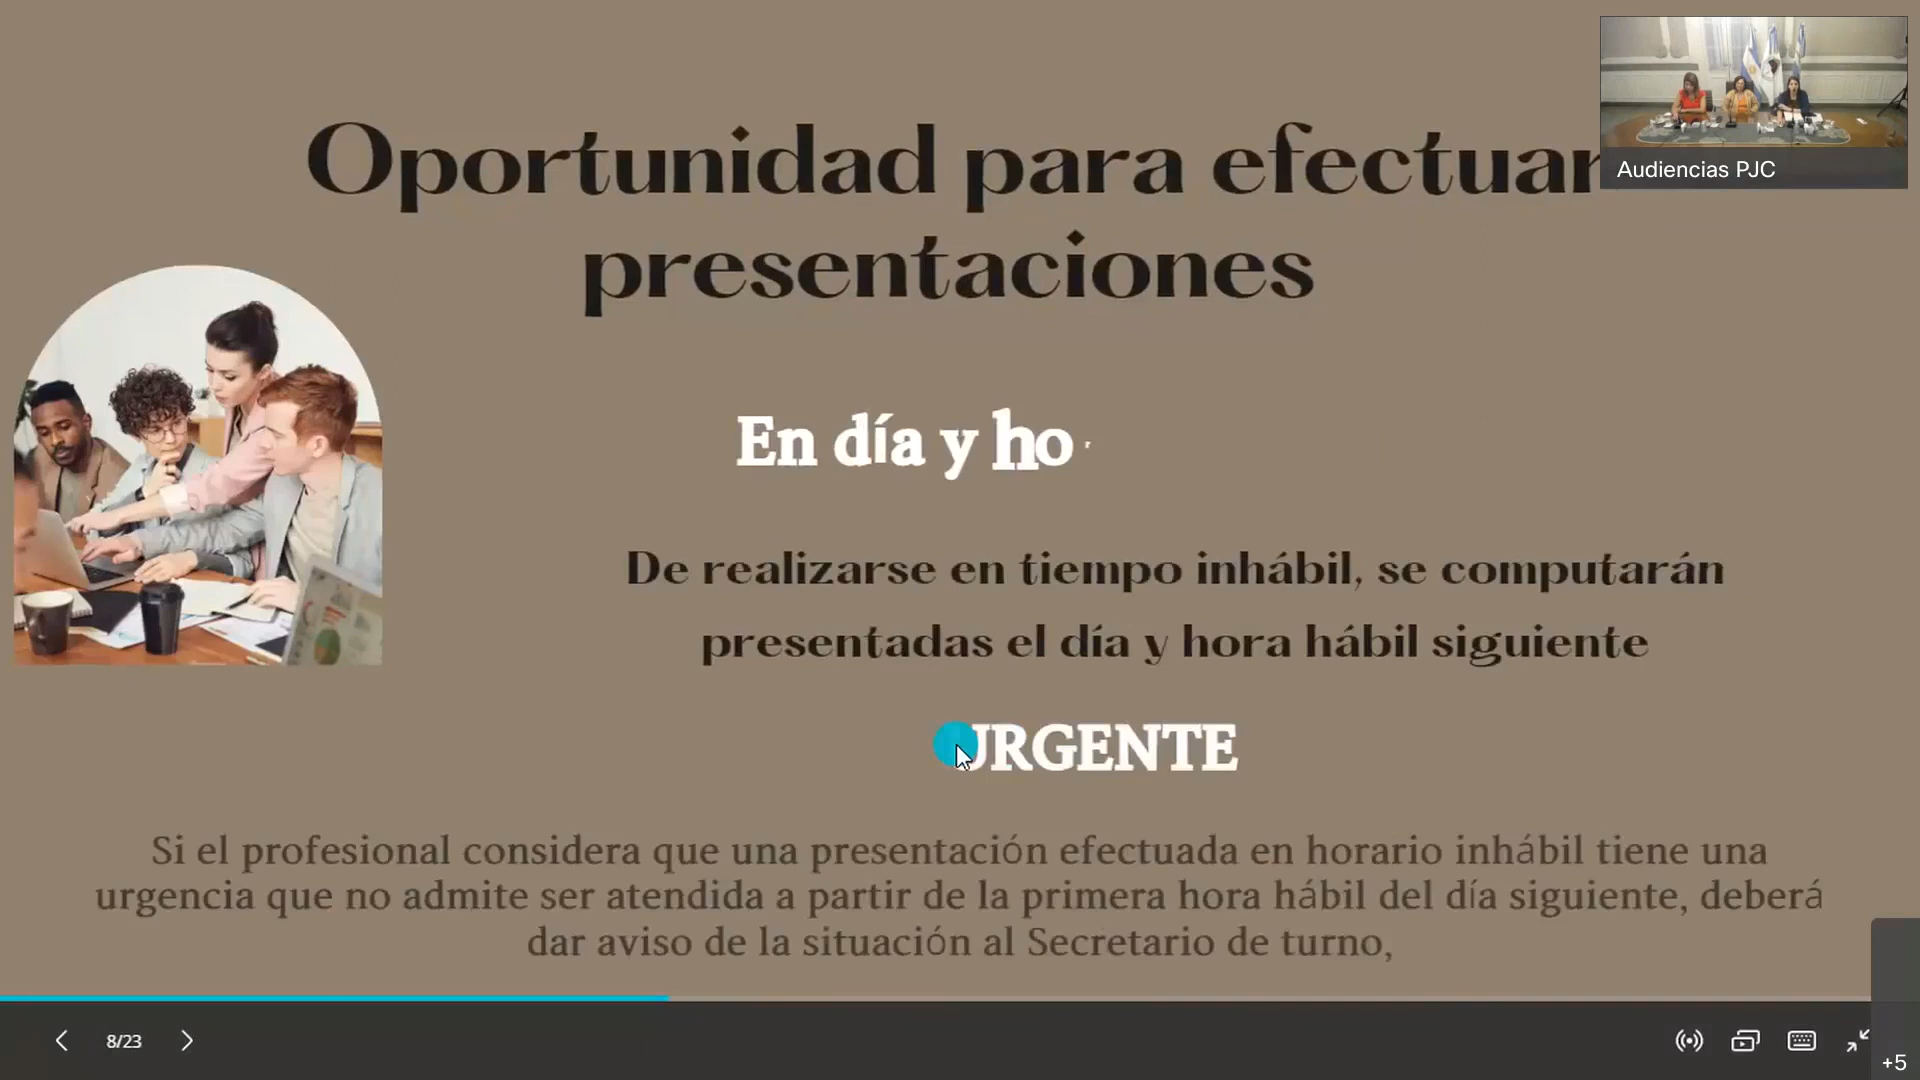 Oportunidad para efectuar
presentaciones
Audiencias PJC
En día y ho r
De realizarse en tiempo inhábil, se computarán
presentadas el día y hora hábil siguiente
URGENTE
Si el profesional considera que una presentación efectuada en horario inhábil tiene una
urgencia que no admite ser atendida a partir de la primera hora hábil del día siguiente, deberá
dar aviso de la situación al Secretario de turno,
8/23
+5